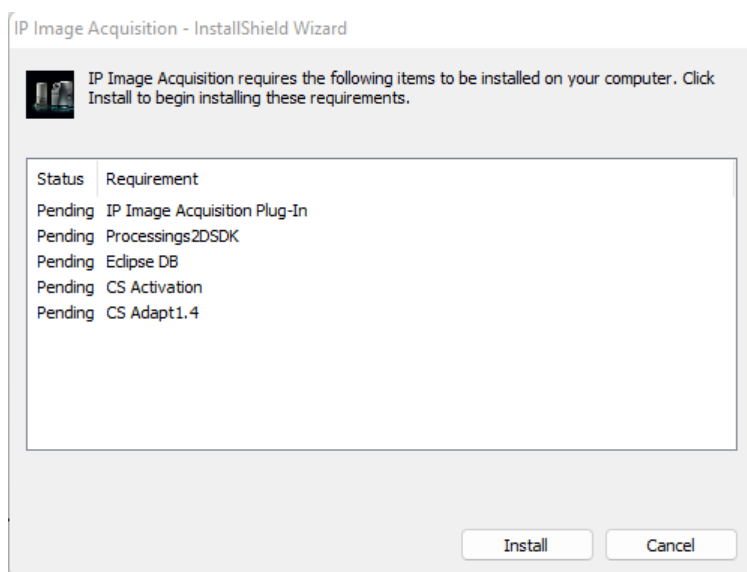 IP Image Acquisition - InstallShield Wizard
IP Image Acquisition requires the following items to be installed on your computer. Click
Install to begin installing these requirements.
Status Requirement
Pending IP Image Acquisition Plug-In
Pending Processings2DSDK
Pending Eclipse DB
Pending CS Activation
Pending CS Adapt1.4
Install Cancel